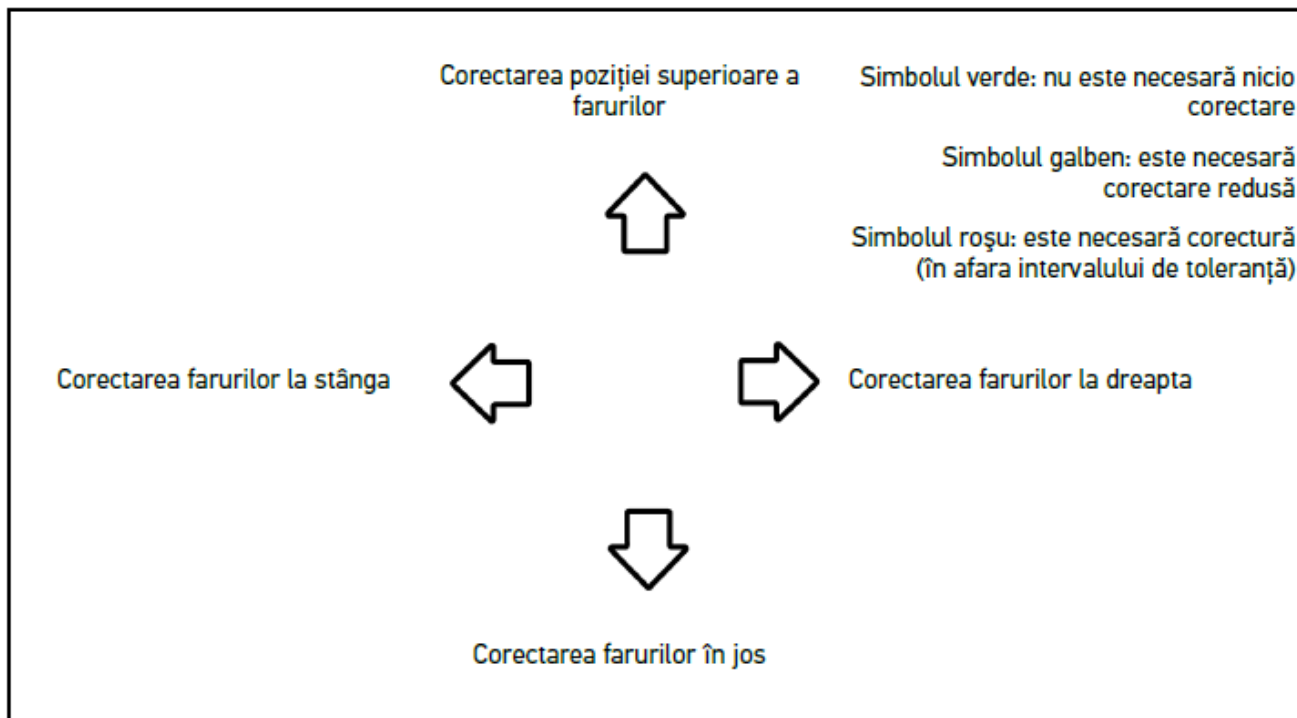 Corectarea poziției superioare a
farurilor
Simbolul verde: nu este necesară nicio
corectare
Simbolul galben: este necesară
corectare redusă
Simbolul roşu: este necesară corectură
(în afara intervalului de toleranță)
Corectarea farurilor la stânga
Corectarea farurilor la dreapta
Corectarea farurilor în jos